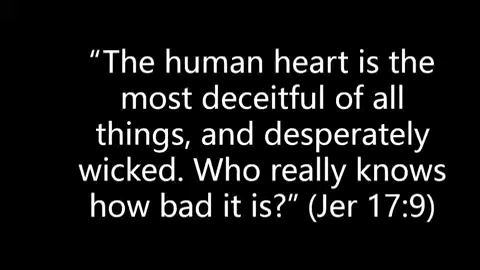 “The human heart is the
most deceitful of all
things, and desperately
wicked. Who really knows
how bad it is?” (Jer 17:9)